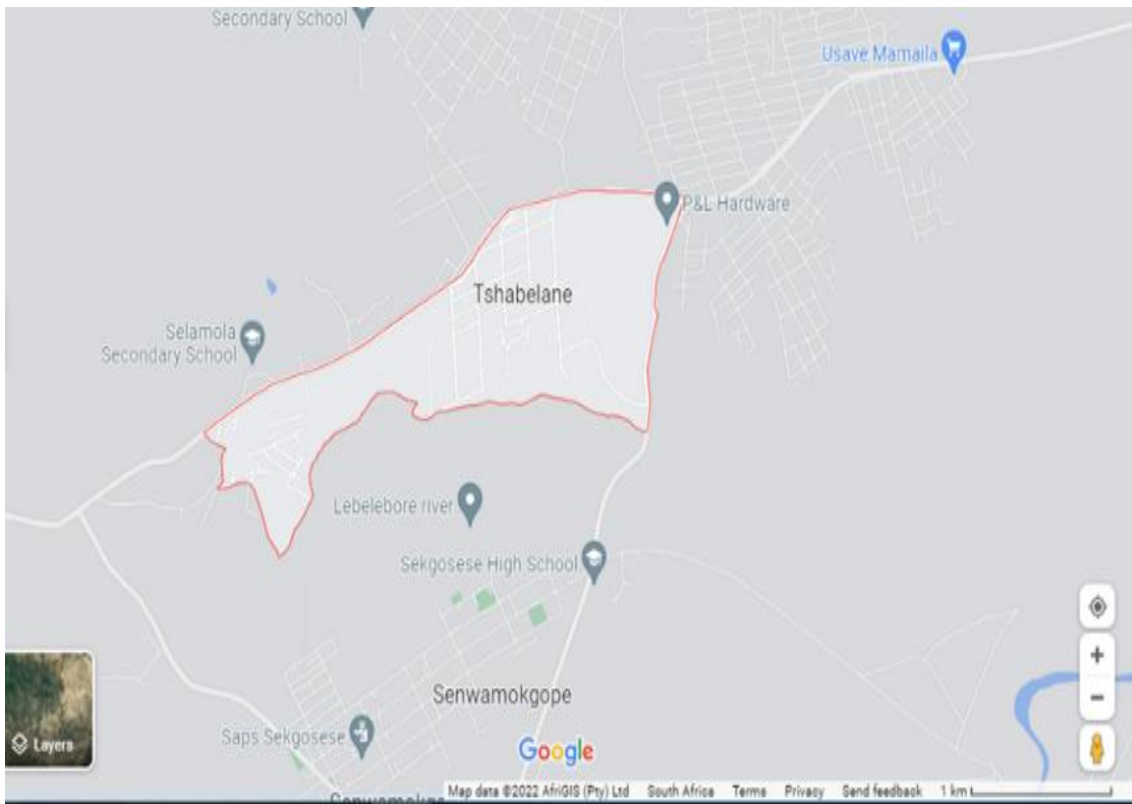 Secondary School
Usave Mamaila
P&L Hardware
Tshabelane
Selamola
Secondary School
Lebelebore river
Sekgosese High School
Senwamokgope
Saps Sekgosese
Layers
Google
Map data ©2022 AfriGIS (Pty) Ltd South Africa Terms Privacy Send feedback 1 km